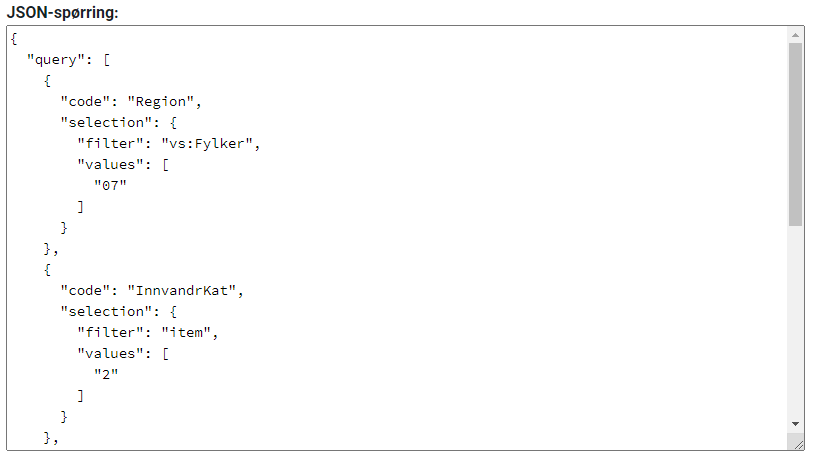 JSON-spørring:
{
  "query": [
    {
      "code": "Region",
      "selection": {
        "filter": "vs:Fylker",
        "values": [
          "07"
        ]
      }
    },
    {
      "code": "InnvandrKat",
      "selection": {
        "filter": "item",
        "values": [
          "2"
        ]
      }
    },